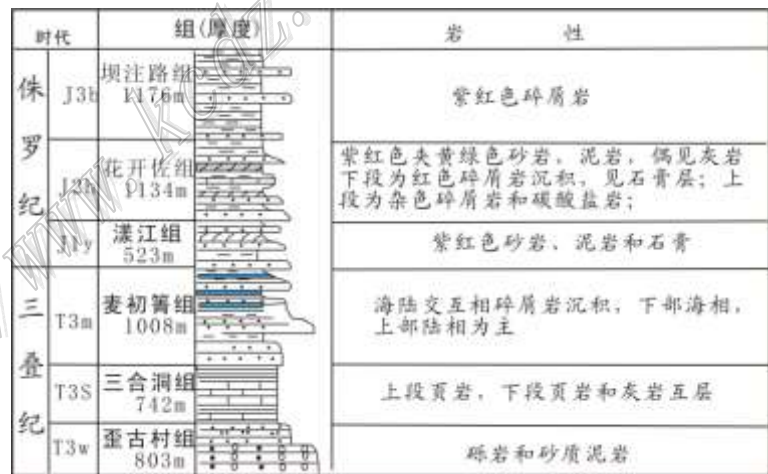 时代 组(厚度) 岩 性
侏罗纪
J3b 坝注路组 1176m 紫红色碎屑岩
J2h 花开佐组 1134m 紫红色夹黄绿色砂岩、泥岩，偶见灰岩
下段为红色碎屑岩沉积，见石膏层；上
段为杂色碎屑岩和碳酸盐岩；
J1y 漾江组 523m 紫红色砂岩、泥岩和石膏
三叠纪
T3m 麦初箐组 1008m 海陆交互相碎屑岩沉积，下部海相，
上部陆相为主
T3S 三合洞组 742m 上段页岩，下段页岩和灰岩互层
T3w 歪古村组 803m 砾岩和砂质泥岩